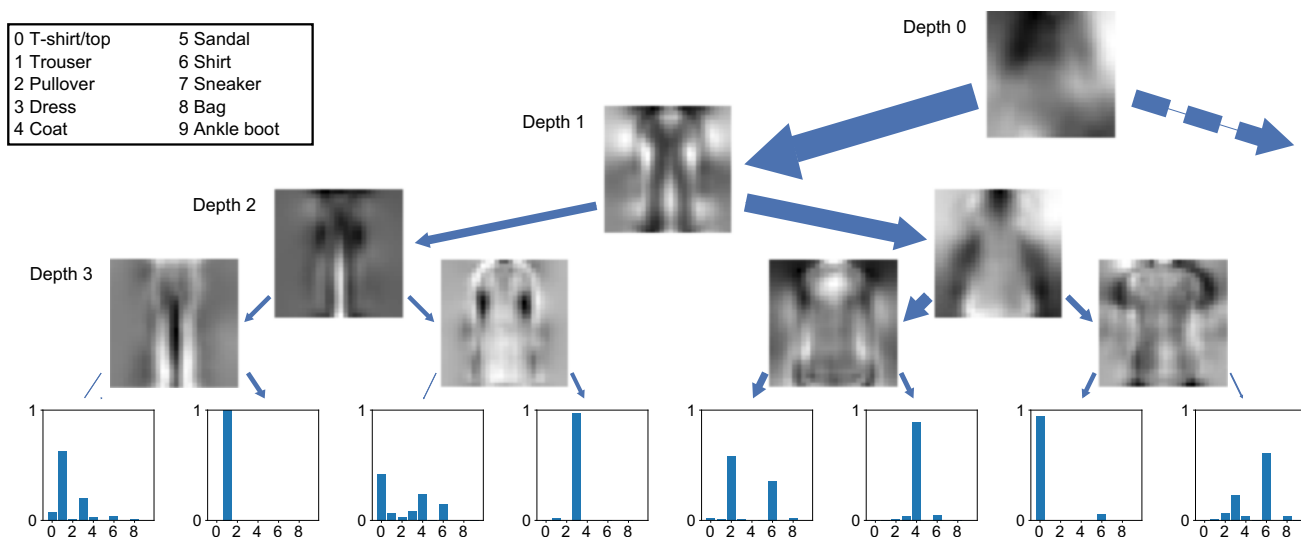 0 T-shirt/top 5 Sandal
1 Trouser 6 Shirt
2 Pullover 7 Sneaker
3 Dress 8 Bag
4 Coat 9 Ankle boot
Depth 0
Depth 1
Depth 2
Depth 3
1 1 1 1 1 1 1 1
0 0 0 0 0 0 0 0
0 2 4 6 8 0 2 4 6 8 0 2 4 6 8 0 2 4 6 8 0 2 4 6 8 0 2 4 6 8 0 2 4 6 8 0 2 4 6 8